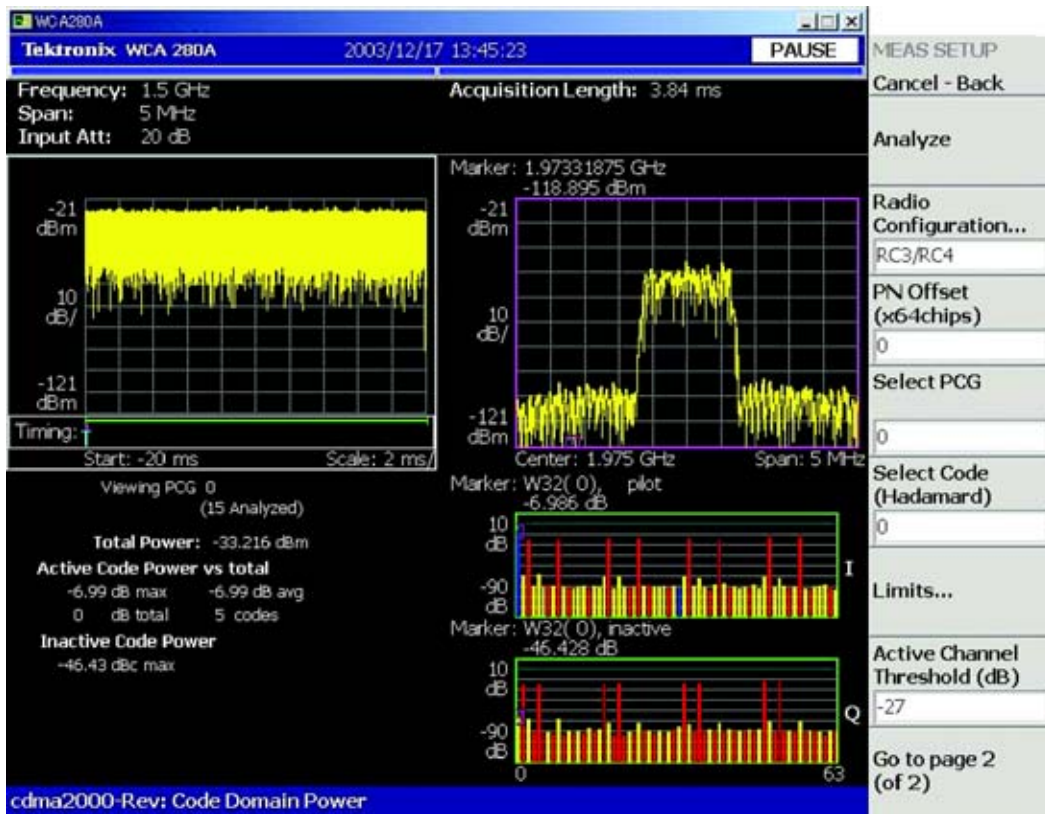 WCA280A
Tektronix WCA 280A 2003/12/17 13:45:23 PAUSE
Frequency: 1.5 GHz
Span: 5 MHz
Input Att: 20 dB
Acquisition Length: 3.84 ms
-21
dBm
10
dB/
-121
dBm
Timing:
Start: -20 ms Scale: 2 ms/
Marker: 1.97331875 GHz
-118.895 dBm
-21
dBm
10
dB/
-121
dBm
Center: 1.975 GHz Span: 5 MHz
Viewing PCG 0
(15 Analyzed)
Total Power: -33.216 dBm
Active Code Power vs total
-6.99 dB max -6.99 dB avg
0 dB total 5 codes
Inactive Code Power
-46.43 dBc max
Marker: W32( 0), pilot
-6.986 dB
10
dB
-90
dB
I
Marker: W32( 0), inactive
-46.428 dB
10
dB
-90
dB
Q
0 63
cdma2000-Rev: Code Domain Power
MEAS SETUP
Cancel - Back
Analyze
Radio
Configuration...
RC3/RC4
PN Offset
(x64chips)
0
Select PCG
0
Select Code
(Hadamard)
0
Limits...
Active Channel
Threshold (dB)
-27
Go to page 2
(of 2)